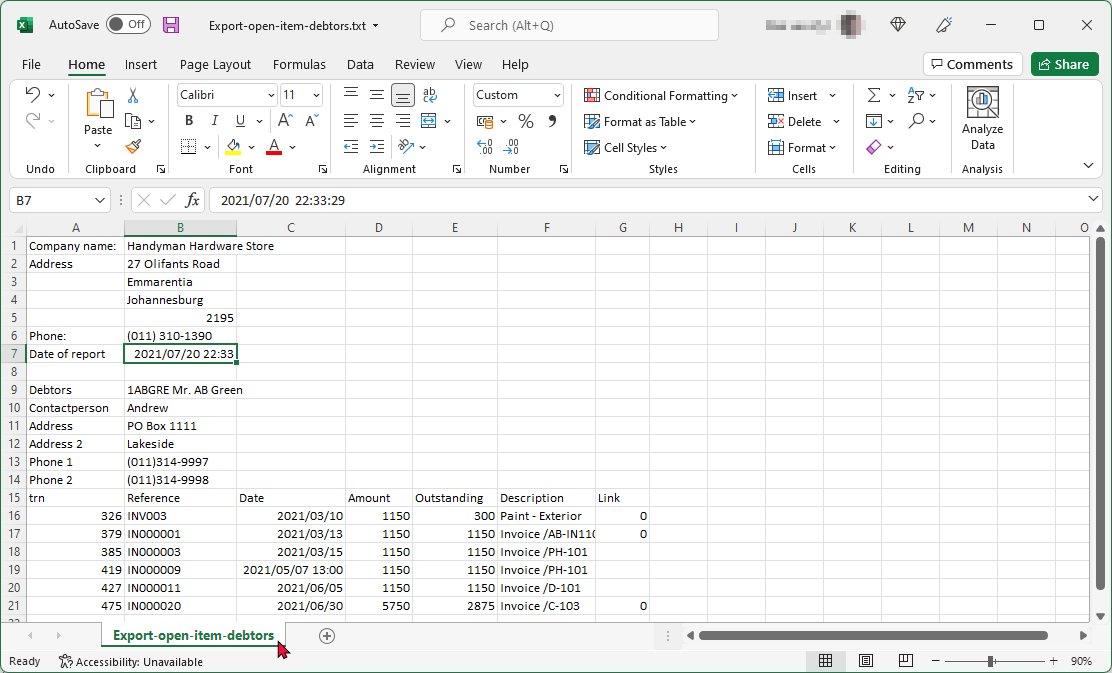 AutoSave Off Export-open-item-debtors.txt Search (Alt+Q)
File Home Insert Page Layout Formulas Data Review View Help Comments Share
Calibri 11 ab Custom Conditional Formatting Insert
Paste B I U A A % Format as Table Delete Analyze Data
A Cell Styles Format
Undo Clipboard Font Alignment Number Styles Cells Editing Analysis
B7 fx 2021/07/20 22:33:29
A B C D E F G H I J K L M N O
1 Company name: Handyman Hardware Store
2 Address 27 Olifants Road
3 Emmarentia
4 Johannesburg
5 2195
6 Phone: (011) 310-1390
7 Date of report 2021/07/20 22:33
8
9 Debtors 1ABGRE Mr. AB Green
10 Contactperson Andrew
11 Address PO Box 1111
12 Address 2 Lakeside
13 Phone 1 (011)314-9997
14 Phone 2 (011)314-9998
15 trn Reference Date Amount Outstanding Description Link
16 326 INV003 2021/03/10 1150 300 Paint - Exterior 0
17 379 IN000001 2021/03/13 1150 1150 Invoice /AB-IN110 0
18 385 IN000003 2021/03/15 1150 1150 Invoice /PH-101
19 419 IN000009 2021/05/07 13:00 1150 1150 Invoice /PH-101
20 427 IN000011 2021/06/05 1150 1150 Invoice /D-101
21 475 IN000020 2021/06/30 5750 2875 Invoice /C-103 0
Export-open-item-debtors
Ready Accessibility: Unavailable 90%